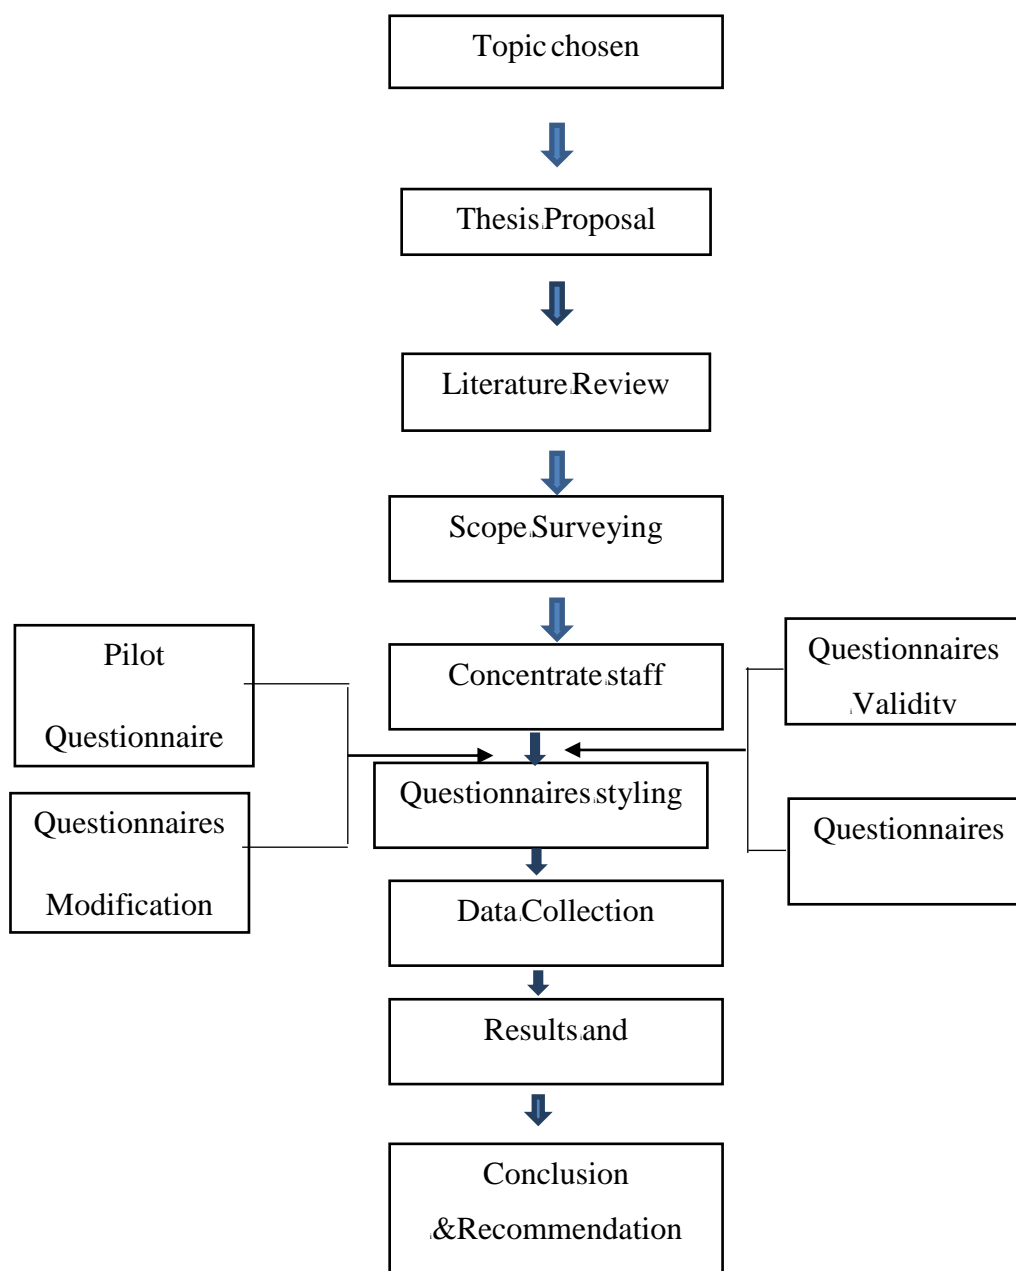 Topic chosen
Thesis Proposal
Literature Review
Scope Surveying
Concentrate staff
Pilot
Questionnaire
Questionnaires
Validity
Questionnaires styling
Questionnaires
Modification
Questionnaires
Data Collection
Results and
Conclusion
&Recommendation